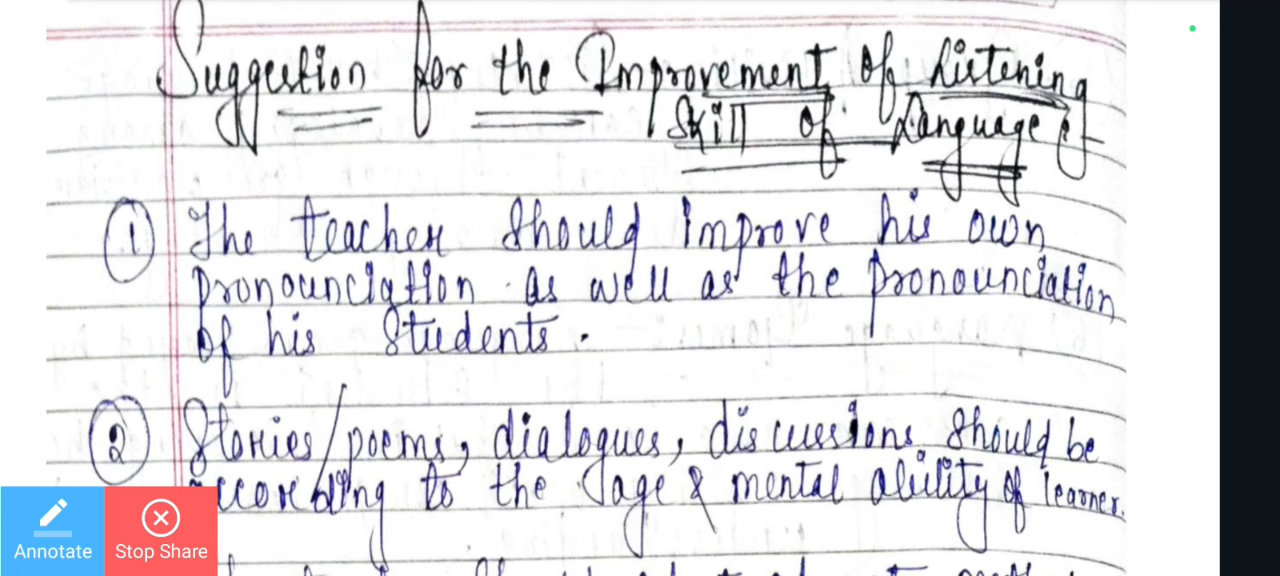 Suggestion for the Improvement of listening
Skill of Language :
① The teacher should improve his own
pronounciation as well as the pronounciation
of his students.
② Stories/poems, dialogues, discussions should be
according to the age & mental ability of learner.
Annotate Stop Share